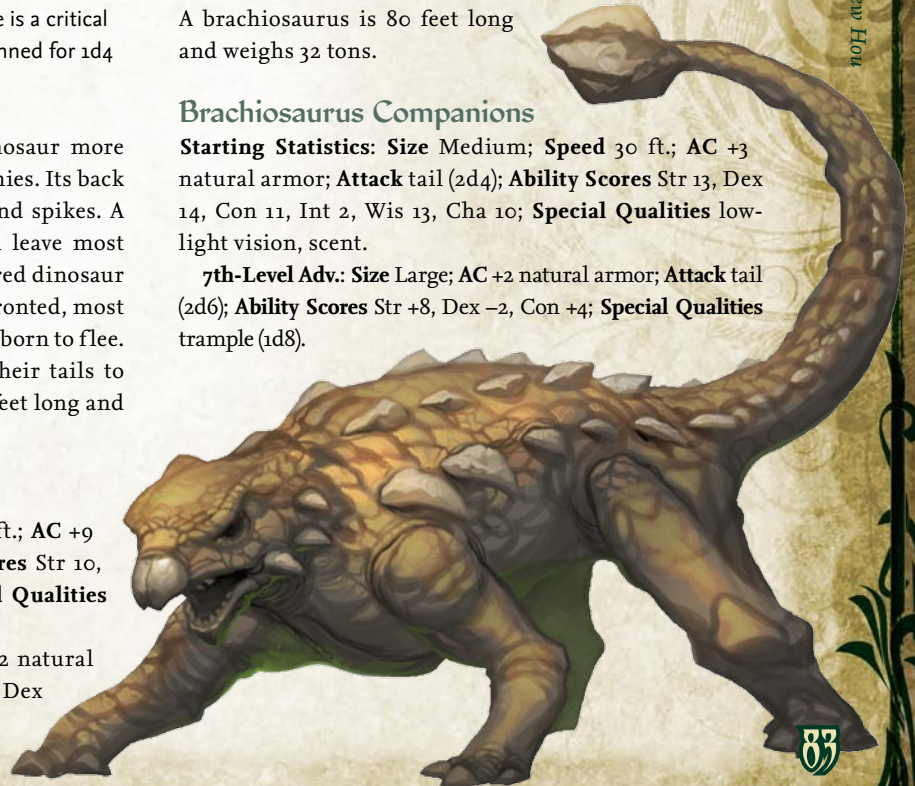 e is a critical
nned for 1d4
nosaur more
nies. Its back
nd spikes. A
leave most
red dinosaur
ronted, most
born to flee.
heir tails to
feet long and
ft.; AC +9
res Str 10,
Qualities
2 natural
Dex
A brachiosaurus is 80 feet long
and weighs 32 tons.
Brachiosaurus Companions
Starting Statistics: Size Medium; Speed 30 ft.; AC +3
natural armor; Attack tail (2d4); Ability Scores Str 13, Dex
14, Con 11, Int 2, Wis 13, Cha 10; Special Qualities low-
light vision, scent.
7th-Level Adv.: Size Large; AC +2 natural armor; Attack tail
(2d6); Ability Scores Str +8, Dex –2, Con +4; Special Qualities
trample (1d8).
ew Hou
83